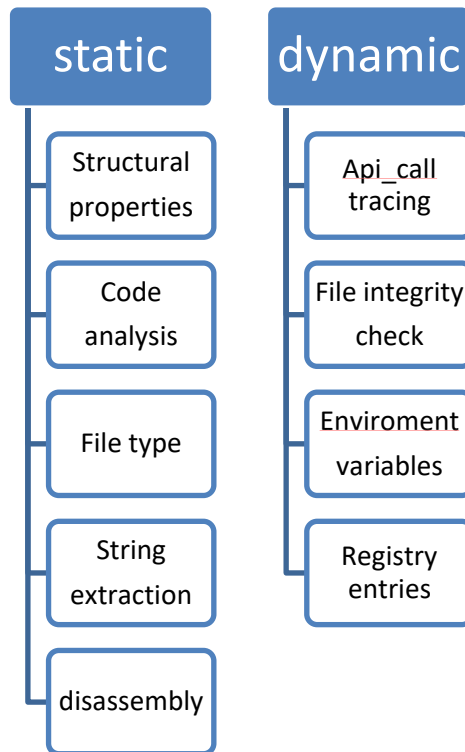 static
Structural
properties
Code
analysis
File type
String
extraction
disassembly
dynamic
Api_call
tracing
File integrity
check
Enviroment
variables
Registry
entries